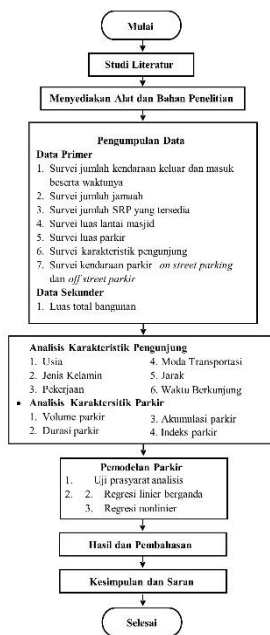 Mulai
Studi Literatur
Menyediakan Alat dan Bahan Penelitian
Pengumpulan Data
Data Primer
1. Survei jumlah kendaraan keluar dan masuk
beserta waktunya
2. Survei jumlah jamaah
3. Survei jumlah SRP yang tersedia
4. Survei luas lantai masjid
5. Survei luas parkir
6. Survei karakteristik pengunjung
7. Survei kendaraan parkir on street parking
dan off street parkir
Data Sekunder
1. Luas total bangunan
Analisis Karakteristik Pengunjung
1. Usia 4. Moda Transportasi
2. Jenis Kelamin 5. Jarak
3. Pekerjaan 6. Waktu Berkunjung
• Analisis Karaktersitik Parkir
1. Volume parkir 3. Akumulasi parkir
2. Durasi parkir 4. Indeks parkir
Pemodelan Parkir
1. Uji prasyarat analisis
2. 2. Regresi linier berganda
3. Regresi nonlinier
Hasil dan Pembahasan
Kesimpulan dan Saran
Selesai